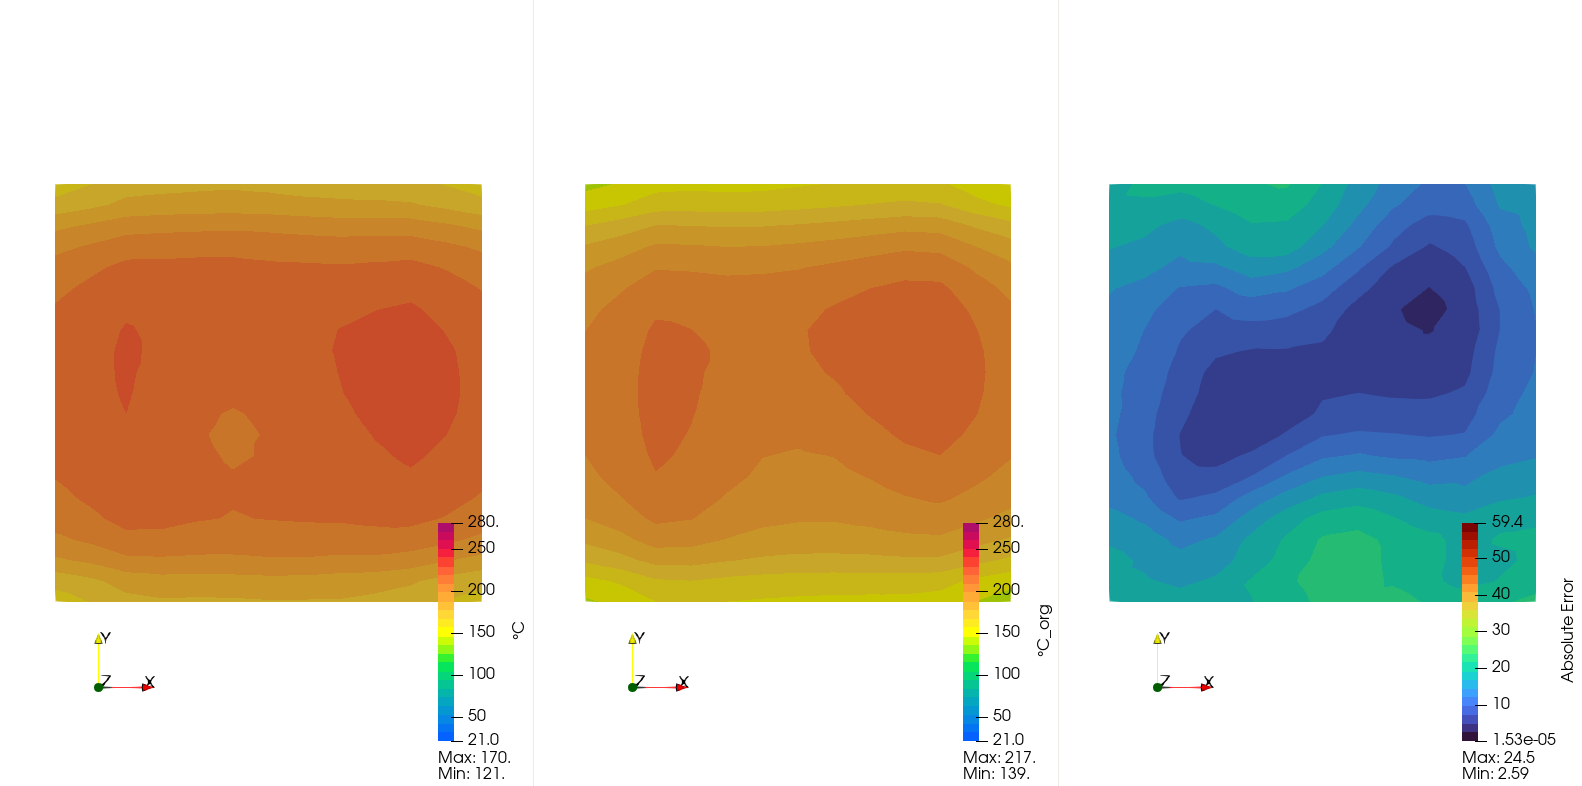 280.
250
200
150
100
50
21.0
°C
Max: 170.
Min: 121.
Y
Z
X
280.
250
200
150
100
50
21.0
°C_org
Max: 217.
Min: 139.
Y
Z
X
59.4
50
40
30
20
10
1.53e-05
Absolute Error
Max: 24.5
Min: 2.59
Y
Z
X